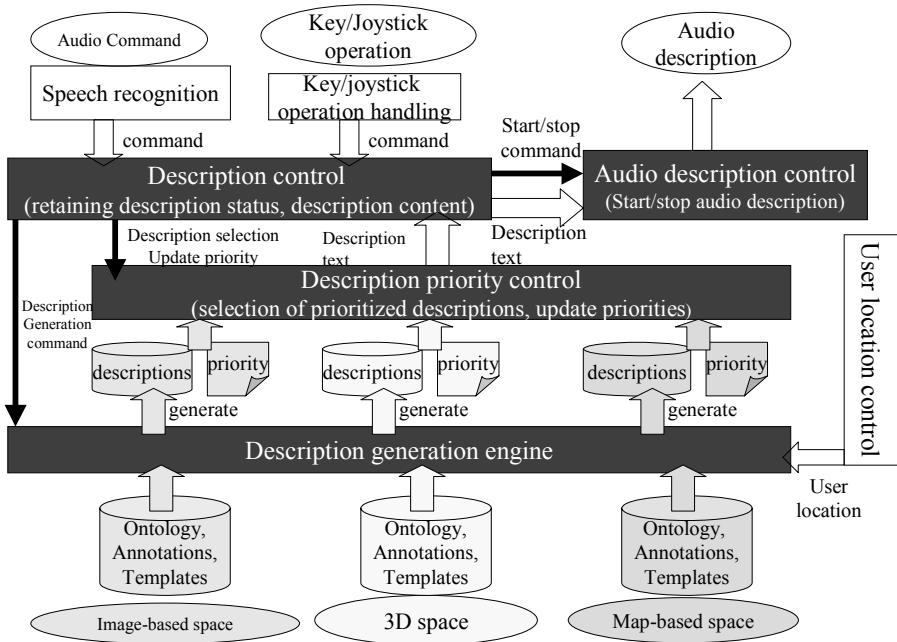 Audio Command
Key/Joystick
operation
Audio
description
Speech recognition
Key/joystick
operation handling
command
command
Start/stop
command
Description control
(retaining description status, description content)
Audio description control
(Start/stop audio description)
Description selection
Update priority
Description
text
Description
text
Description priority control
(selection of prioritized descriptions, update priorities)
User location control
Description
Generation
command
descriptions
priority
descriptions
priority
descriptions
priority
generate
generate
generate
Description generation engine
User
location
Ontology,
Annotations,
Templates
Ontology,
Annotations,
Templates
Ontology,
Annotations,
Templates
Image-based space
3D space
Map-based space